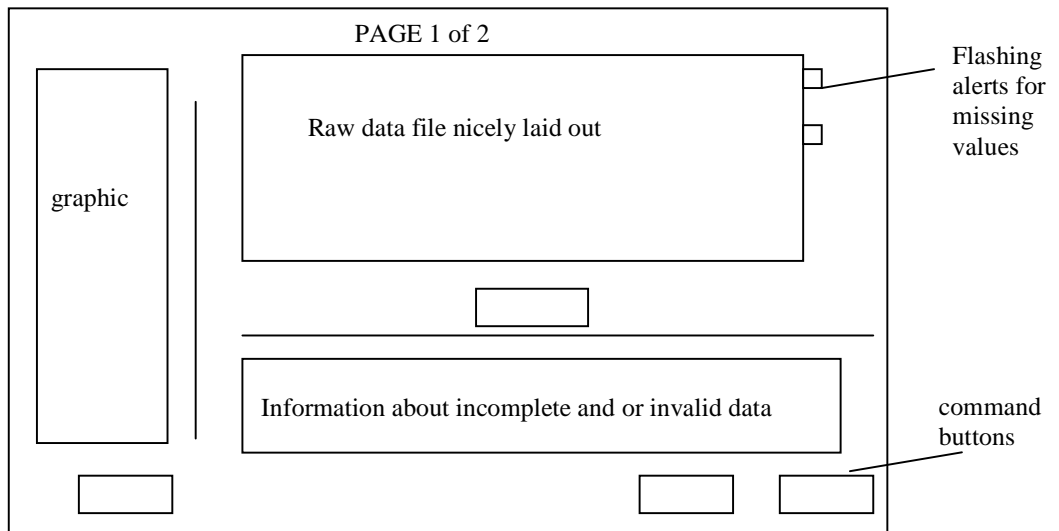 PAGE 1 of 2
Flashing
alerts for
missing
values
Raw data file nicely laid out
graphic
Information about incomplete and or invalid data
command
buttons